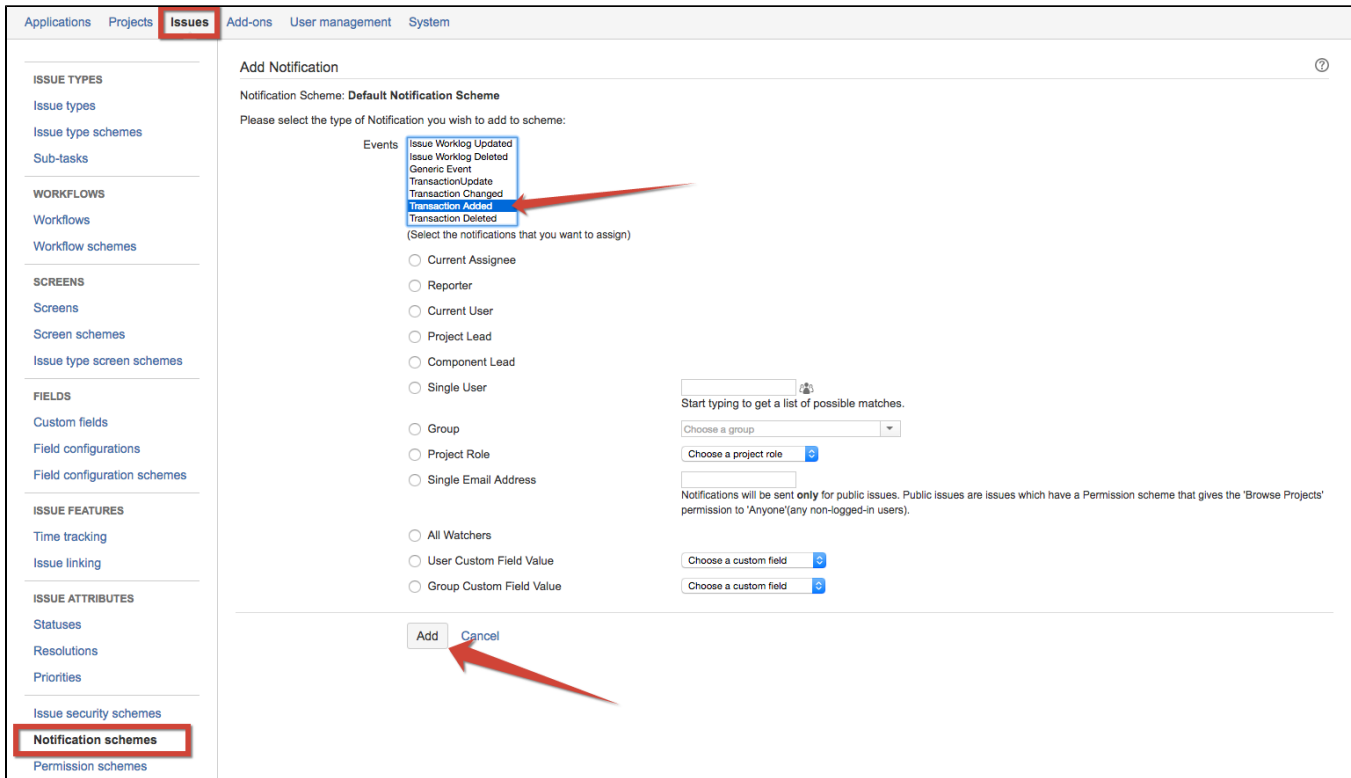 Applications Projects Issues Add-ons User management System
ISSUE TYPES
Issue types
Issue type schemes
Sub-tasks
WORKFLOWS
Workflows
Workflow schemes
SCREENS
Screens
Screen schemes
Issue type screen schemes
FIELDS
Custom fields
Field configurations
Field configuration schemes
ISSUE FEATURES
Time tracking
Issue linking
ISSUE ATTRIBUTES
Statuses
Resolutions
Priorities
Issue security schemes
Notification schemes
Permission schemes
Add Notification
?
Notification Scheme: Default Notification Scheme
Please select the type of Notification you wish to add to scheme:
Events
Issue Worklog Updated
Issue Worklog Deleted
Generic Event
TransactionUpdate
Transaction Changed
Transaction Added
Transaction Deleted
(Select the notifications that you want to assign)
Current Assignee
Reporter
Current User
Project Lead
Component Lead
Single User
Start typing to get a list of possible matches.
Group Choose a group
Project Role Choose a project role
Single Email Address
Notifications will be sent only for public issues. Public issues are issues which have a Permission scheme that gives the 'Browse Projects'
permission to 'Anyone'(any non-logged-in users).
All Watchers
User Custom Field Value Choose a custom field
Group Custom Field Value Choose a custom field
Add Cancel